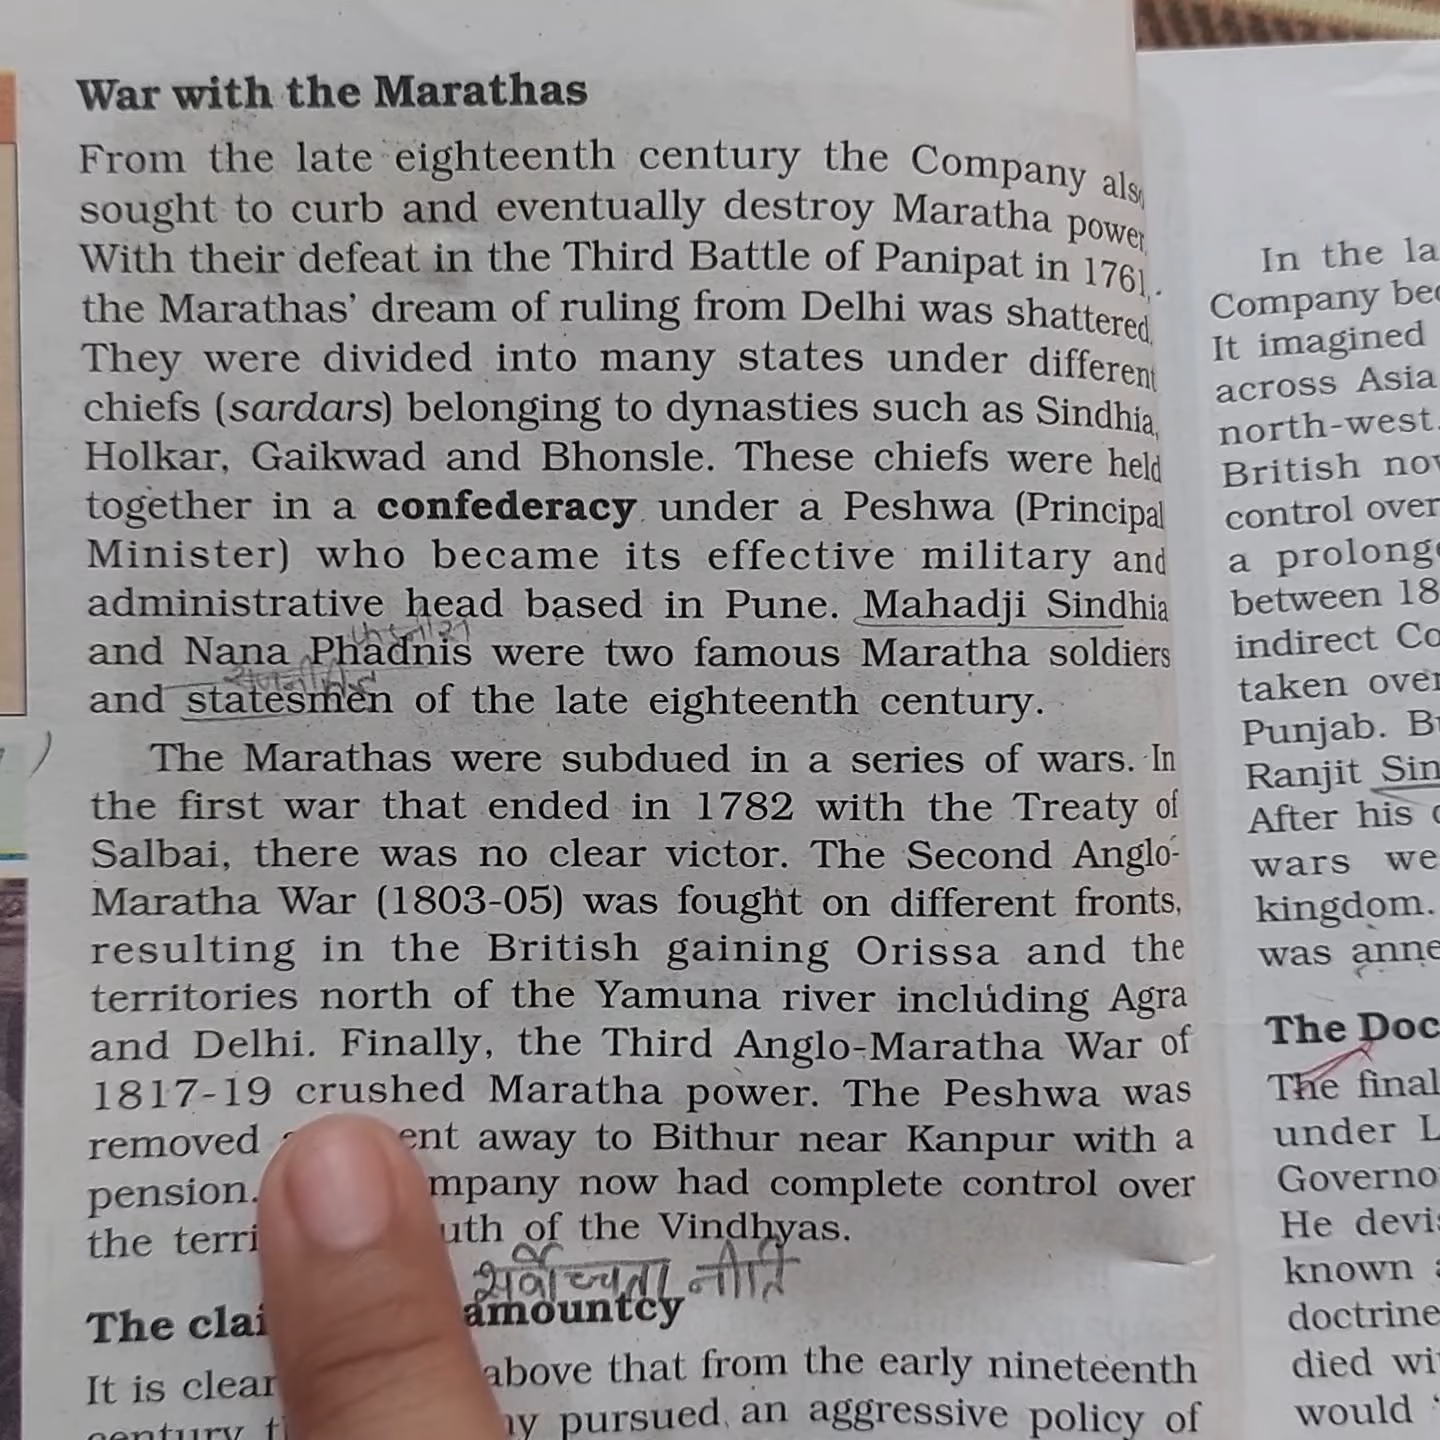 War with the Marathas
From the late eighteenth century the Company also
sought to curb and eventually destroy Maratha power.
With their defeat in the Third Battle of Panipat in 1761,
the Marathas' dream of ruling from Delhi was shattered.
They were divided into many states under different
chiefs (sardars) belonging to dynasties such as Sindhia,
Holkar, Gaikwad and Bhonsle. These chiefs were held
together in a confederacy under a Peshwa (Principal
Minister) who became its effective military and
administrative head based in Pune. Mahadji Sindhia
and Nana Phadnis were two famous Maratha soldiers
and statesmen of the late eighteenth century.
The Marathas were subdued in a series of wars. In
the first war that ended in 1782 with the Treaty of
Salbai, there was no clear victor. The Second Anglo-
Maratha War (1803-05) was fought on different fronts,
resulting in the British gaining Orissa and the
territories north of the Yamuna river including Agra
and Delhi. Finally, the Third Anglo-Maratha War of
1817-19 crushed Maratha power. The Peshwa was
removed ent away to Bithur near Kanpur with a
pension. mpany now had complete control over
the terri uth of the Vindhyas.
सर्वोच्चता नीति
The clai amountcy
It is clear above that from the early nineteenth
century t ny pursued an aggressive policy of
In the la
Company bec
It imagined
across Asia
north-west.
British nov
control over
a prolonge
between 18
indirect Co
taken over
Punjab. Bu
Ranjit Sin
After his
wars we
kingdom.
was anne
The Doc
The final
under L
Governo
He devis
known
doctrine
died wi
would